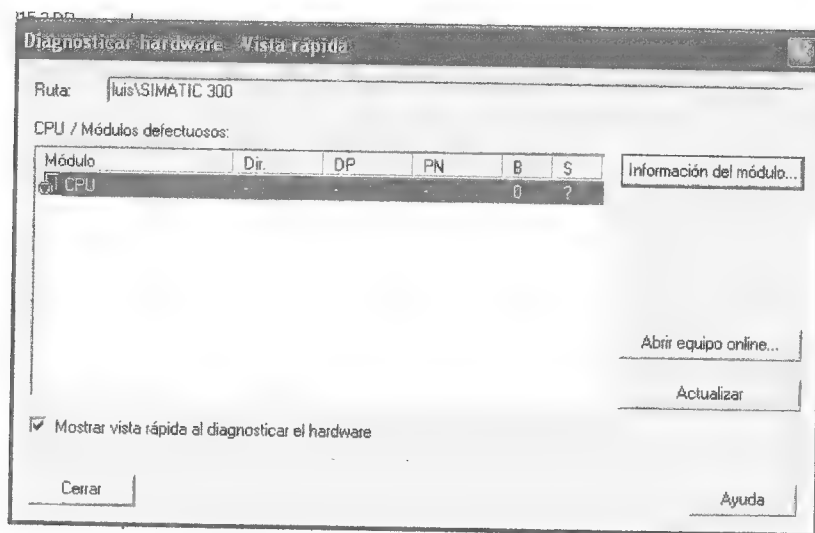 Diagnosticar hardware - Vista rápida
Ruta: luis\SIMATIC 300
CPU / Módulos defectuosos:
Módulo Dir. DP PN B S
CPU - - - 0 ?
Información del módulo...
Abrir equipo online...
Actualizar
Mostrar vista rápida al diagnosticar el hardware
Cerrar
Ayuda